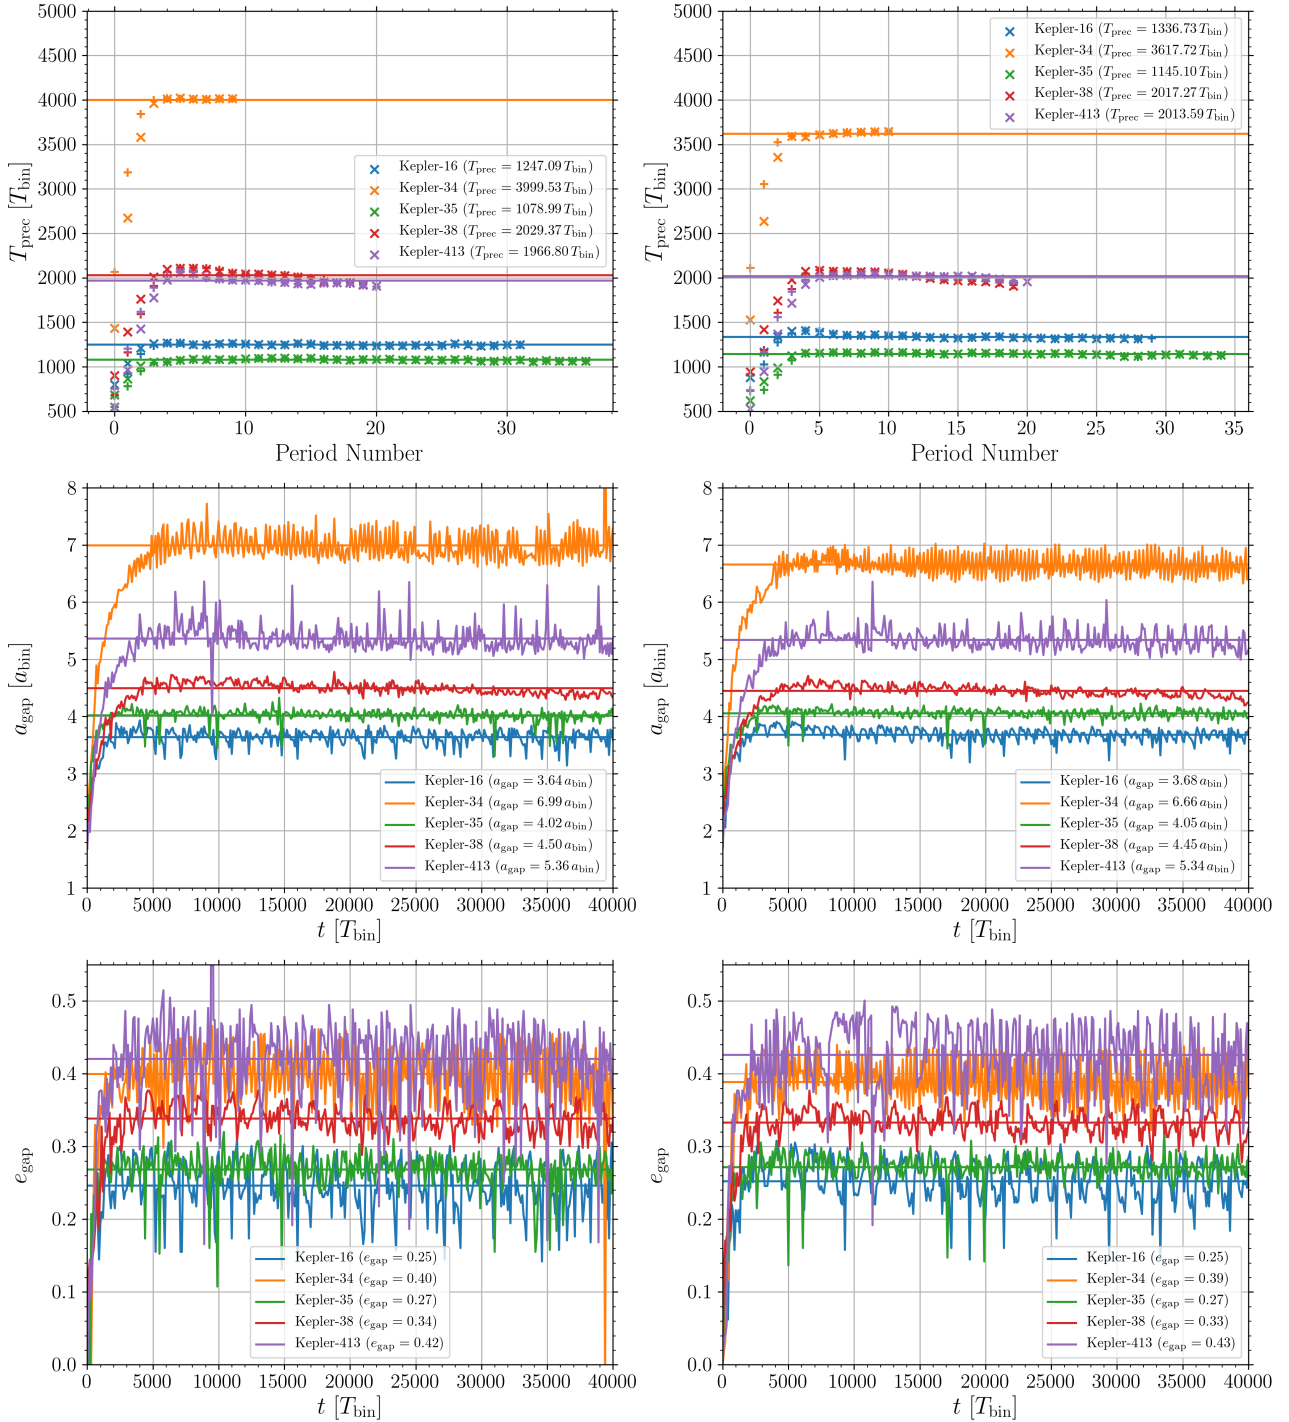 5000
4500
4000
3500
3000
2500
2000
1500
1000
500
T_prec [T_bin]
Kepler-16 (T_prec = 1247.09 T_bin)
Kepler-34 (T_prec = 3999.53 T_bin)
Kepler-35 (T_prec = 1078.99 T_bin)
Kepler-38 (T_prec = 2029.37 T_bin)
Kepler-413 (T_prec = 1966.80 T_bin)
0 10 20 30
Period Number
5000
4500
4000
3500
3000
2500
2000
1500
1000
500
T_prec [T_bin]
Kepler-16 (T_prec = 1336.73 T_bin)
Kepler-34 (T_prec = 3617.72 T_bin)
Kepler-35 (T_prec = 1145.10 T_bin)
Kepler-38 (T_prec = 2017.27 T_bin)
Kepler-413 (T_prec = 2013.59 T_bin)
0 5 10 15 20 25 30 35
Period Number
8
7
6
5
4
3
2
1
a_gap [a_bin]
Kepler-16 (a_gap = 3.64 a_bin)
Kepler-34 (a_gap = 6.99 a_bin)
Kepler-35 (a_gap = 4.02 a_bin)
Kepler-38 (a_gap = 4.50 a_bin)
Kepler-413 (a_gap = 5.36 a_bin)
0 5000 10000 15000 20000 25000 30000 35000 40000
t [T_bin]
8
7
6
5
4
3
2
1
a_gap [a_bin]
Kepler-16 (a_gap = 3.68 a_bin)
Kepler-34 (a_gap = 6.66 a_bin)
Kepler-35 (a_gap = 4.05 a_bin)
Kepler-38 (a_gap = 4.45 a_bin)
Kepler-413 (a_gap = 5.34 a_bin)
0 5000 10000 15000 20000 25000 30000 35000 40000
t [T_bin]
0.5
0.4
0.3
0.2
0.1
0.0
e_gap
Kepler-16 (e_gap = 0.25)
Kepler-34 (e_gap = 0.40)
Kepler-35 (e_gap = 0.27)
Kepler-38 (e_gap = 0.34)
Kepler-413 (e_gap = 0.42)
0 5000 10000 15000 20000 25000 30000 35000 40000
t [T_bin]
0.5
0.4
0.3
0.2
0.1
0.0
e_gap
Kepler-16 (e_gap = 0.25)
Kepler-34 (e_gap = 0.39)
Kepler-35 (e_gap = 0.27)
Kepler-38 (e_gap = 0.33)
Kepler-413 (e_gap = 0.43)
0 5000 10000 15000 20000 25000 30000 35000 40000
t [T_bin]